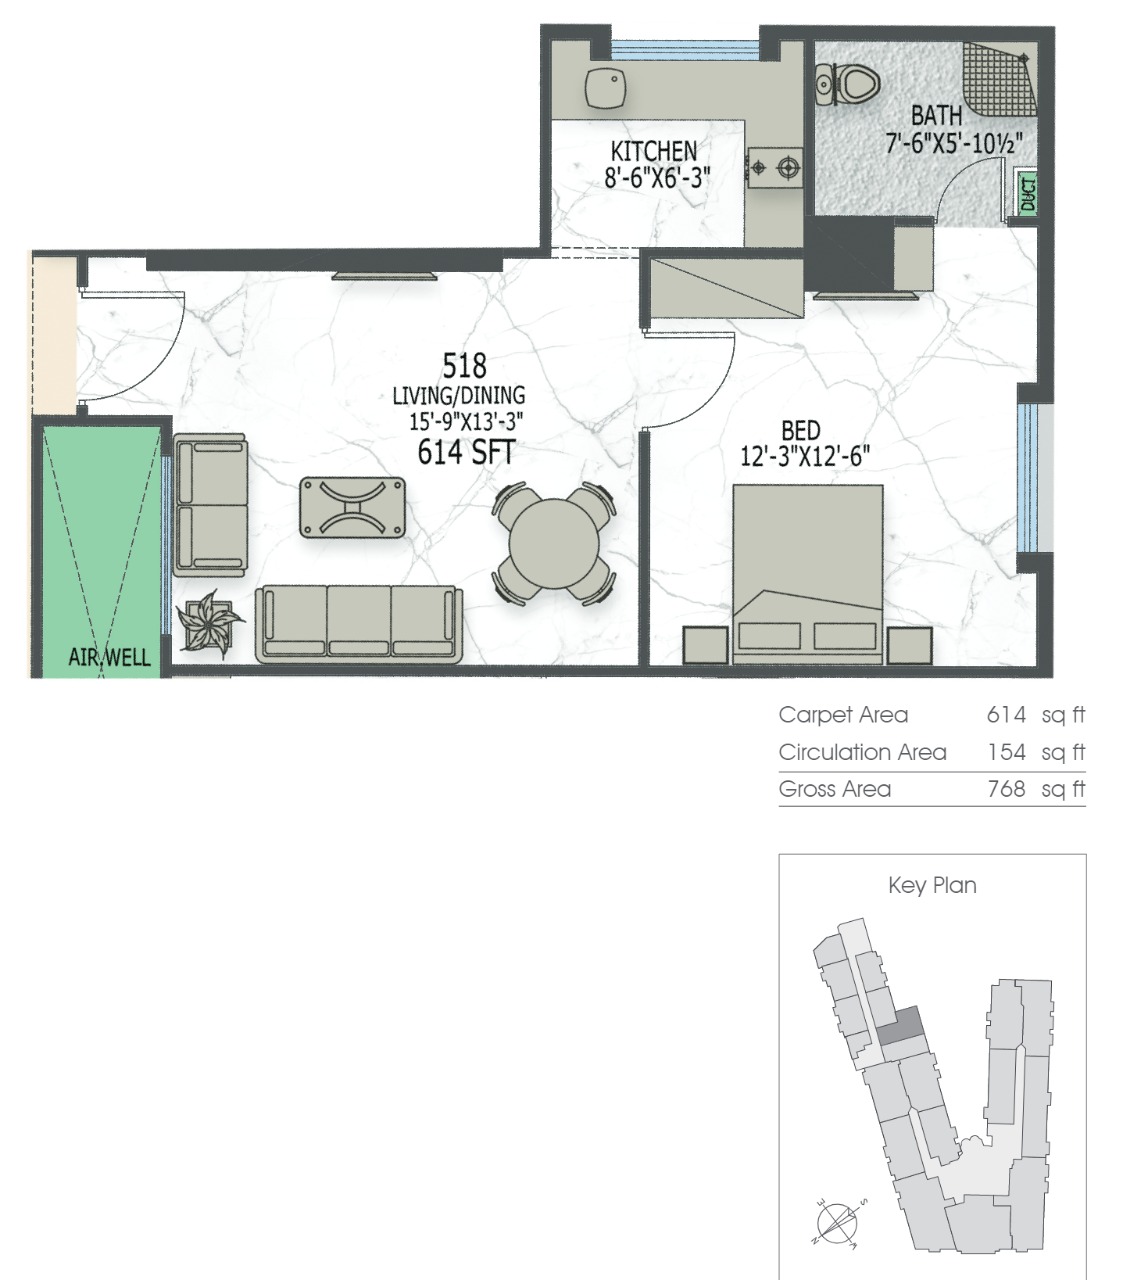 BATH
7'-6"X5'-10½"
KITCHEN
8'-6"X6'-3"
DUCT
518
LIVING/DINING
15'-9"X13'-3"
614 SFT
BED
12'-3"X12'-6"
AIR WELL
Carpet Area 614 sq ft
Circulation Area 154 sq ft
Gross Area 768 sq ft
Key Plan
E
S
N
W